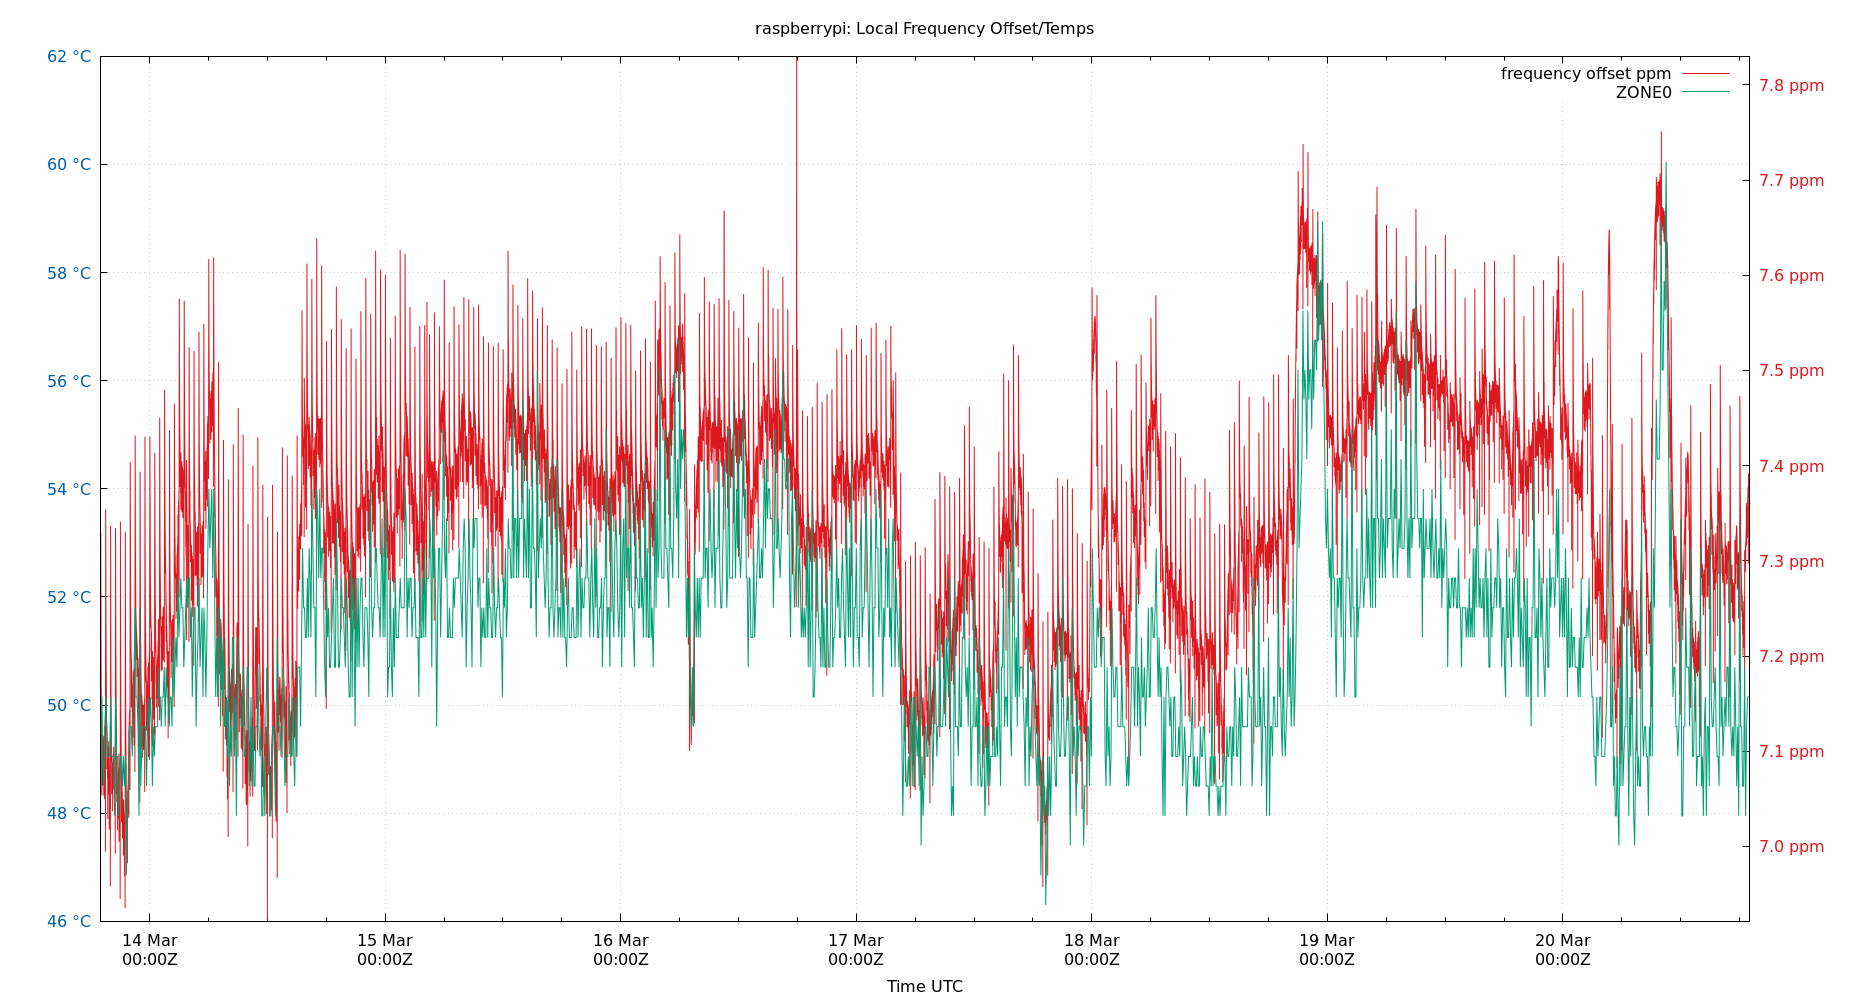 raspberrypi: Local Frequency Offset/Temps
frequency offset ppm
ZONE0
62 °C
60 °C
58 °C
56 °C
54 °C
52 °C
50 °C
48 °C
46 °C
7.8 ppm
7.7 ppm
7.6 ppm
7.5 ppm
7.4 ppm
7.3 ppm
7.2 ppm
7.1 ppm
7.0 ppm
14 Mar
00:00Z
15 Mar
00:00Z
16 Mar
00:00Z
17 Mar
00:00Z
18 Mar
00:00Z
19 Mar
00:00Z
20 Mar
00:00Z
Time UTC